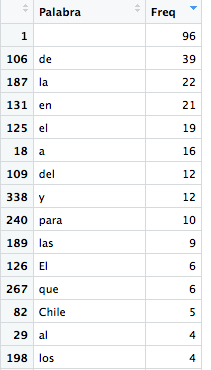 Palabra Freq
1 96
106 de 39
187 la 22
131 en 21
125 el 19
18 a 16
109 del 12
338 y 12
240 para 10
189 las 9
126 El 6
267 que 6
82 Chile 5
29 al 4
198 los 4